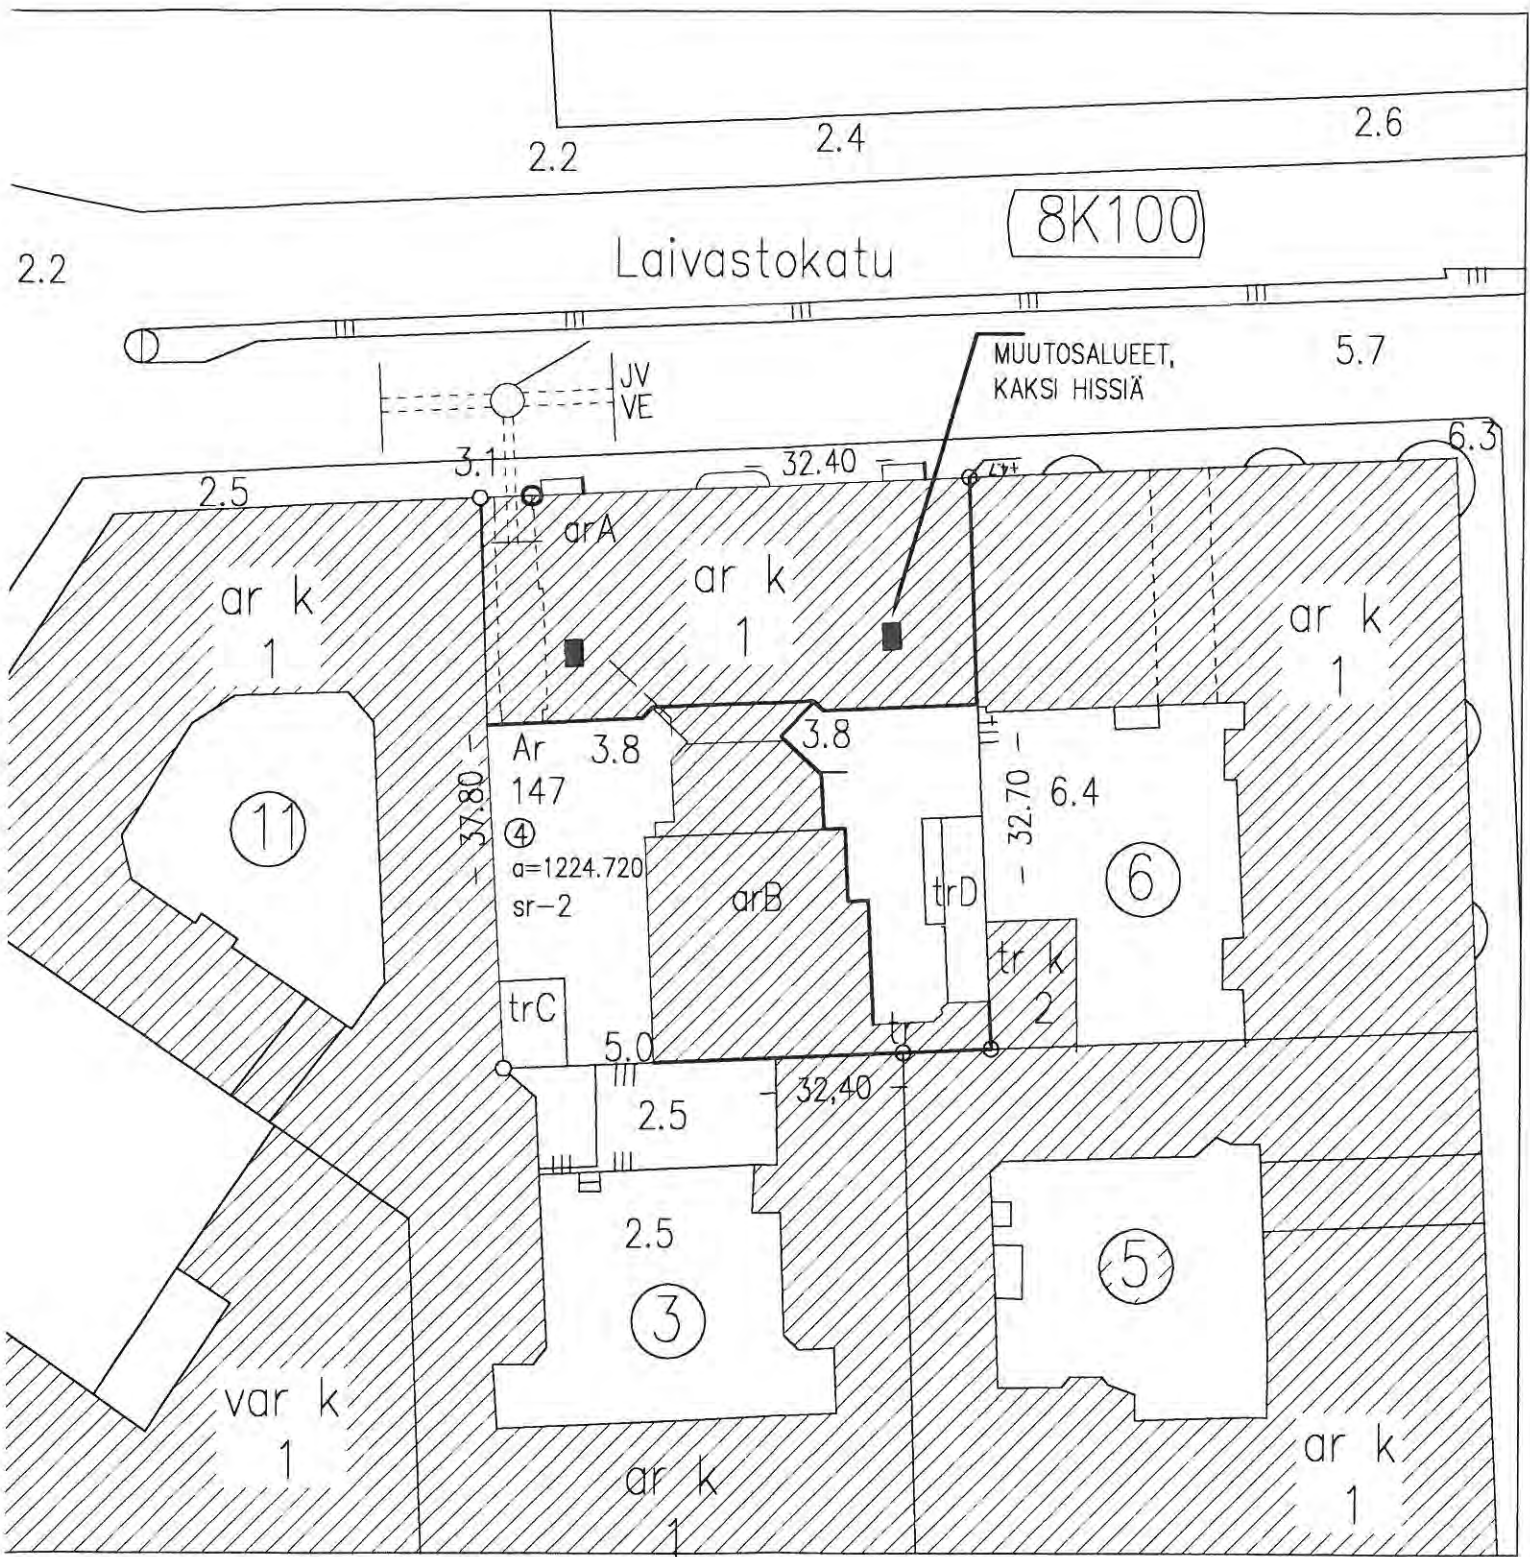 2.6
2.4
2.2
8K100
Laivastokatu
2.2
MUUTOSALUEET,
KAKSI HISSIÄ
5.7
JV
VE
6.3
3.1
- 32.40 -
+4.7
2.5
arA
ar k
1
ar k
1
ar k
1
Ar
147
4
a=1224.720
sr-2
3.8
3.8
- 37.80 -
- 32.70 -
6.4
11
6
arB
trD
tr k
2
trC
tr
5.0
- 32,40 -
2.5
2.5
3
5
var k
1
ar k
1
ar k
1